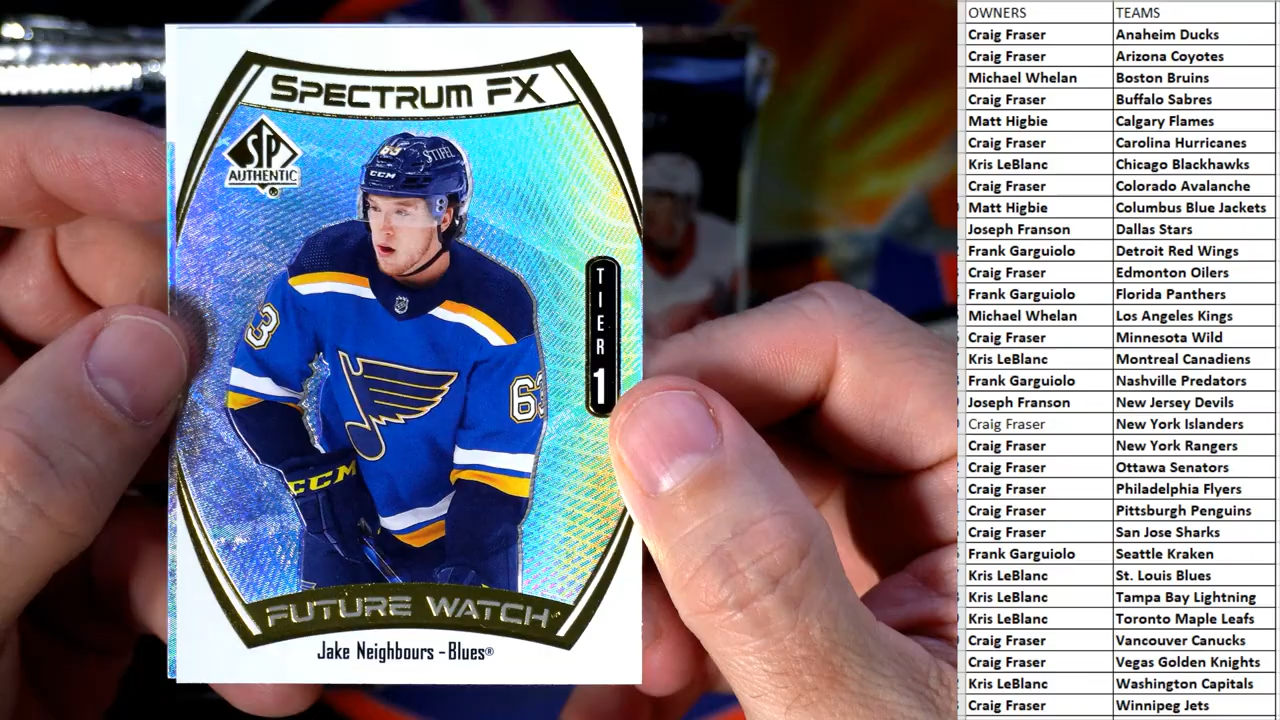 SPECTRUM FX
SP
AUTHENTIC
63
STIFEL
CCM
TIER
1
3
63
CCM
FUTURE WATCH
Jake Neighbours - Blues®
OWNERS TEAMS
Craig Fraser Anaheim Ducks
Craig Fraser Arizona Coyotes
Michael Whelan Boston Bruins
Craig Fraser Buffalo Sabres
Matt Higbie Calgary Flames
Craig Fraser Carolina Hurricanes
Kris LeBlanc Chicago Blackhawks
Craig Fraser Colorado Avalanche
Matt Higbie Columbus Blue Jackets
Joseph Franson Dallas Stars
Frank Garguiolo Detroit Red Wings
Craig Fraser Edmonton Oilers
Frank Garguiolo Florida Panthers
Michael Whelan Los Angeles Kings
Craig Fraser Minnesota Wild
Kris LeBlanc Montreal Canadiens
Frank Garguiolo Nashville Predators
Joseph Franson New Jersey Devils
Craig Fraser New York Islanders
Craig Fraser New York Rangers
Craig Fraser Ottawa Senators
Craig Fraser Philadelphia Flyers
Craig Fraser Pittsburgh Penguins
Craig Fraser San Jose Sharks
Frank Garguiolo Seattle Kraken
Kris LeBlanc St. Louis Blues
Kris LeBlanc Tampa Bay Lightning
Kris LeBlanc Toronto Maple Leafs
Craig Fraser Vancouver Canucks
Craig Fraser Vegas Golden Knights
Kris LeBlanc Washington Capitals
Craig Fraser Winnipeg Jets